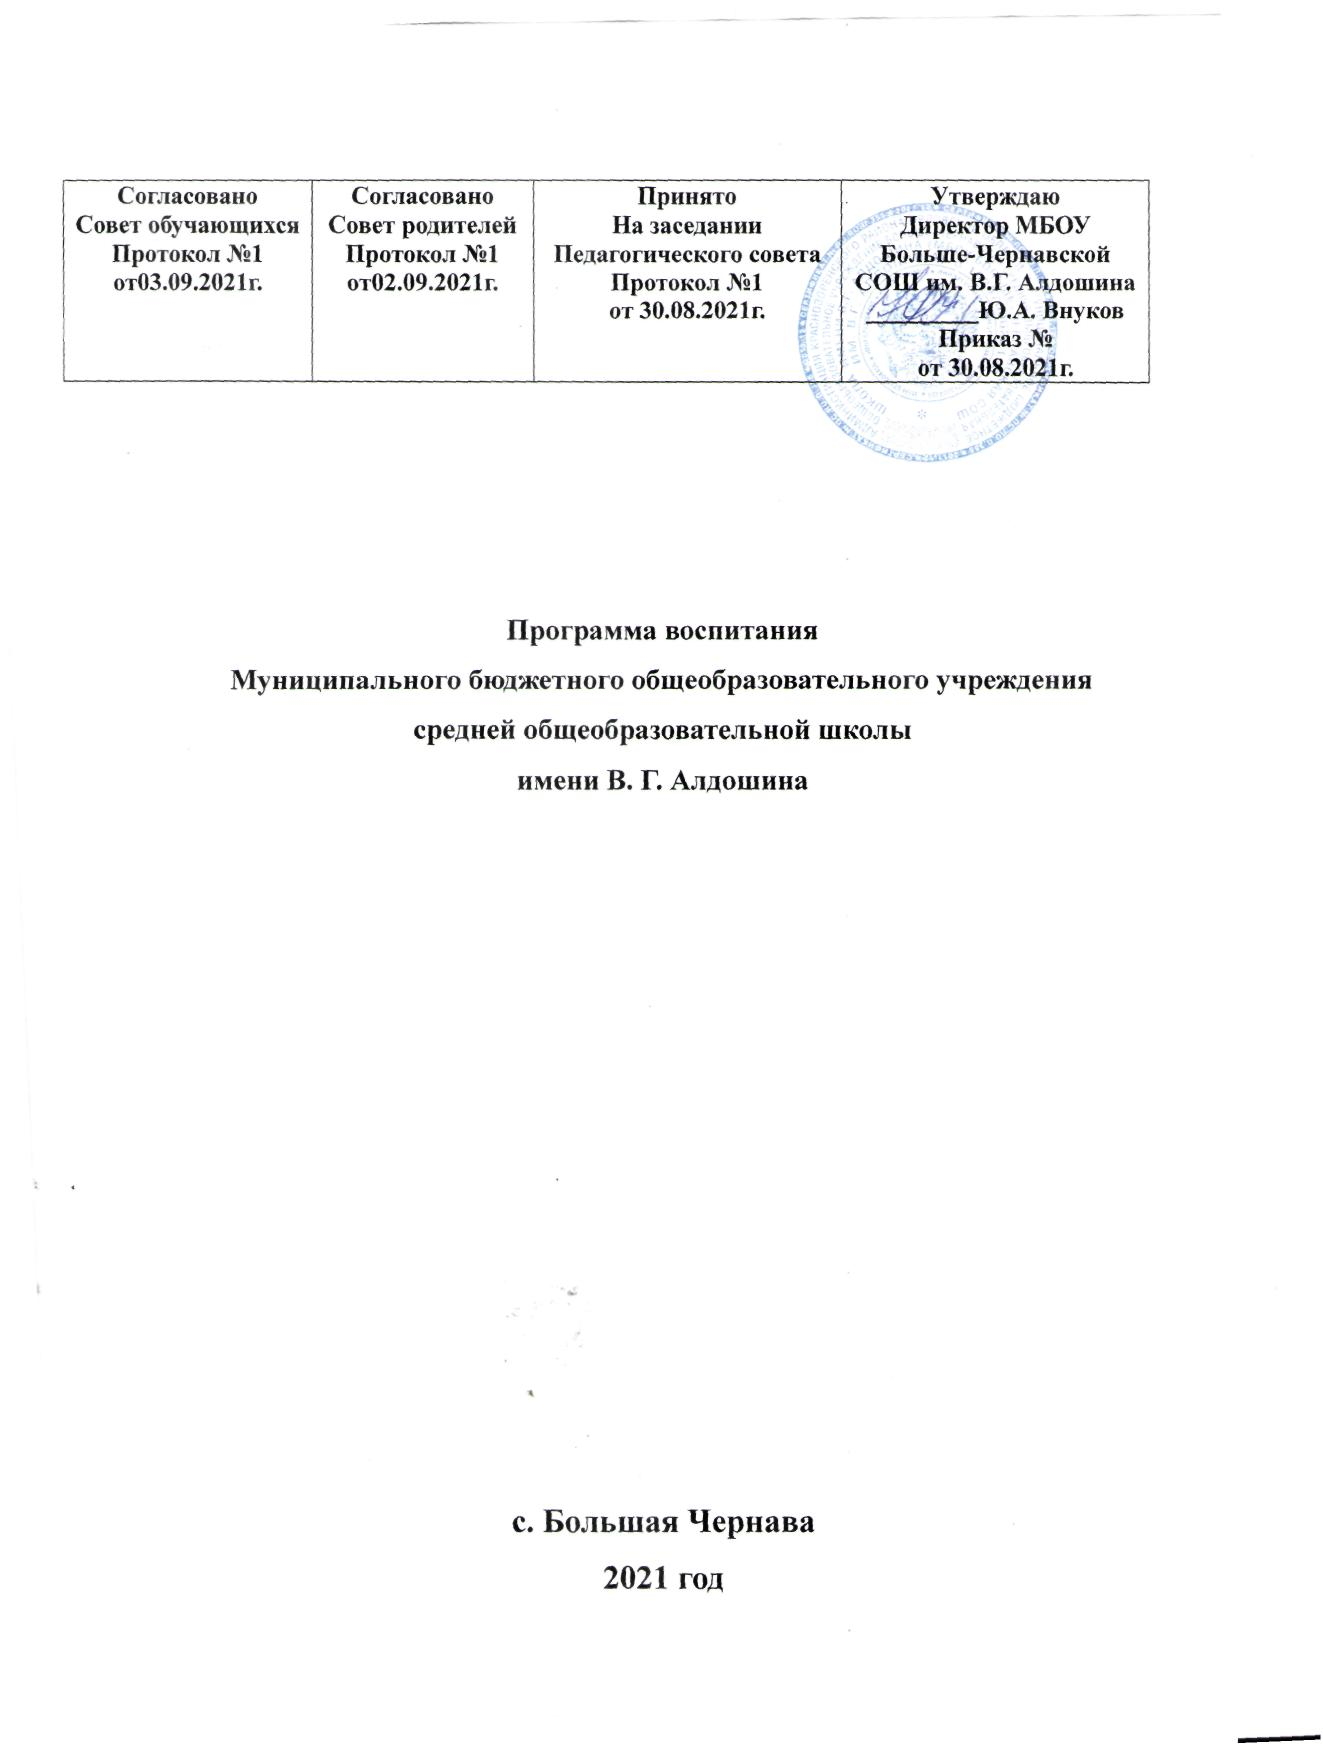 Согласовано
Совет обучающихся
Протокол №1
от03.09.2021г.
Согласовано
Совет родителей
Протокол №1
от02.09.2021г.
Принято
На заседании
Педагогического совета
Протокол №1
от 30.08.2021г.
Утверждаю
Директор МБОУ
Больше-Чернавской
СОШ им. В.Г. Алдошина
_________Ю.А. Внуков
Приказ №
от 30.08.2021г.
Программа воспитания
Муниципального бюджетного общеобразовательного учреждения
средней общеобразовательной школы
имени В. Г. Алдошина
с. Большая Чернава
2021 год